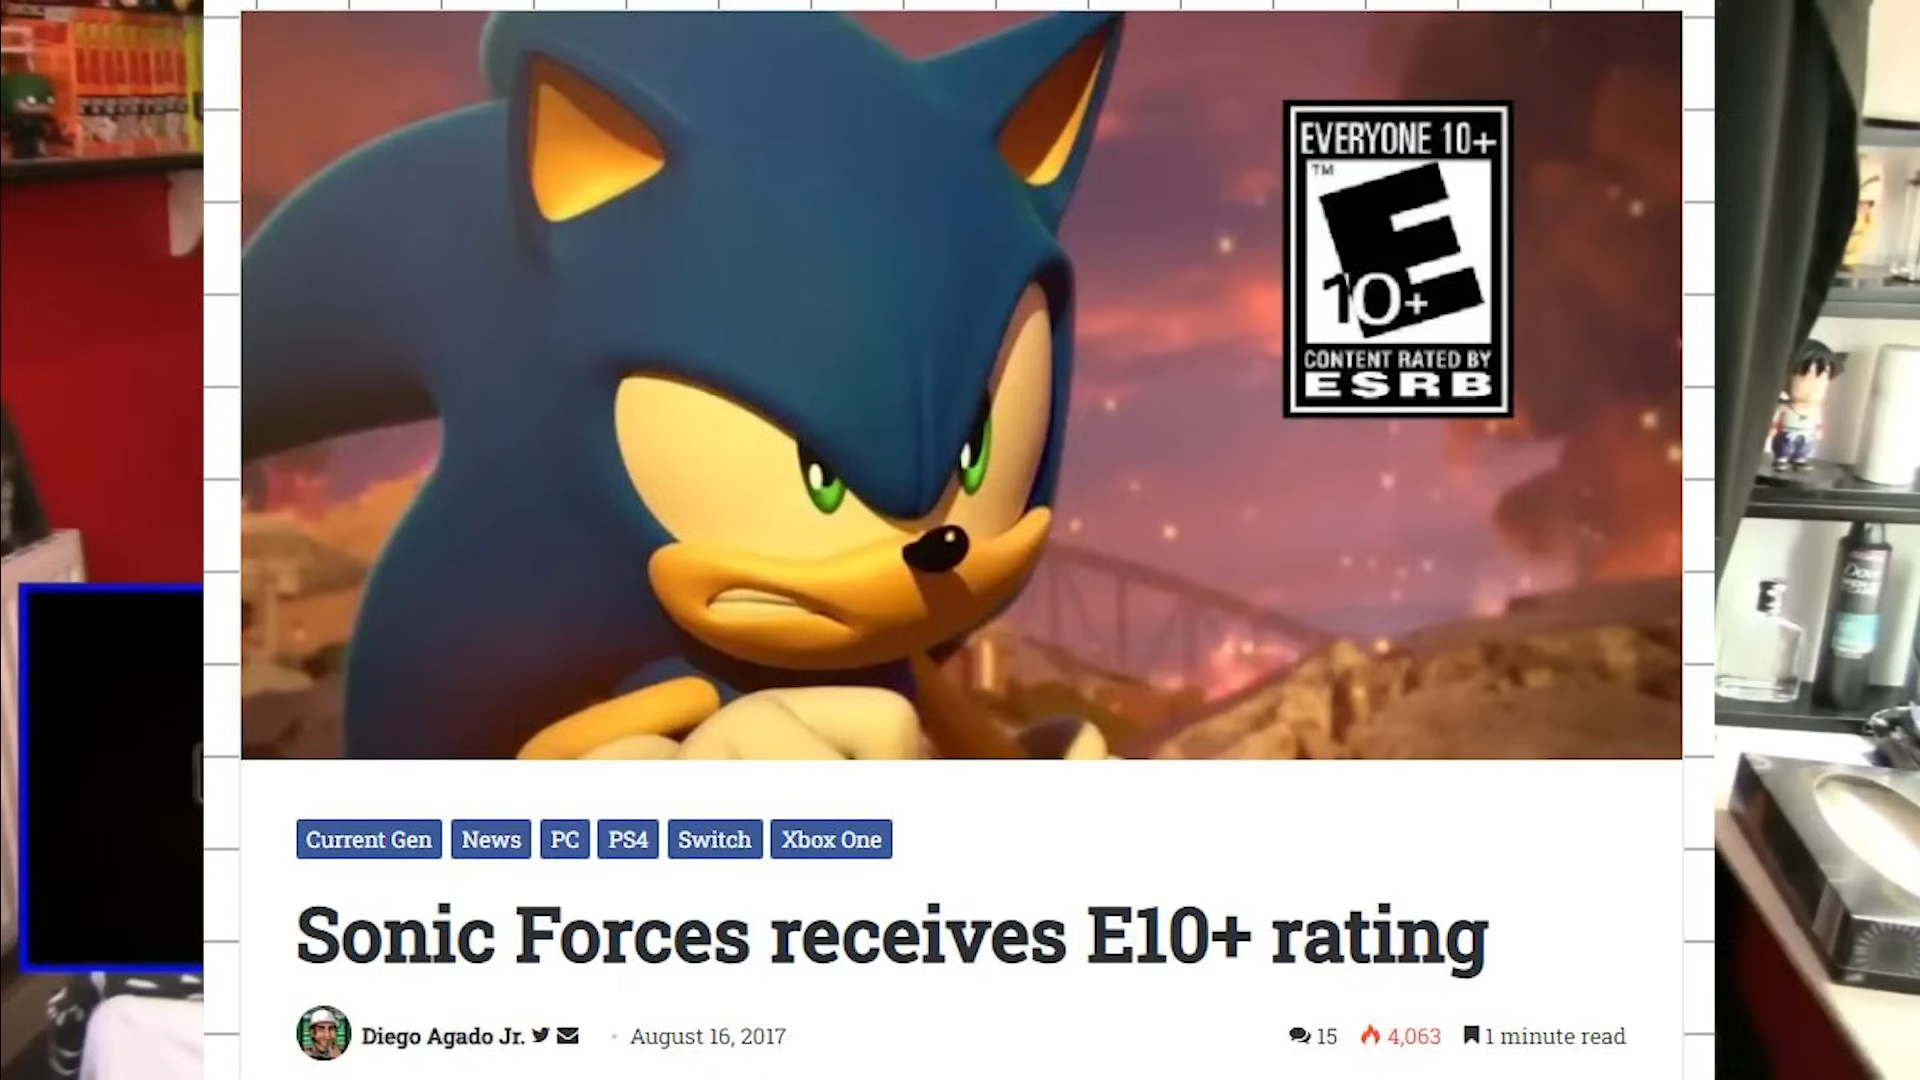 EVERYONE 10+
TM
E
10+
CONTENT RATED BY
ESRB
Current Gen News PC PS4 Switch Xbox One
Sonic Forces receives E10+ rating
Diego Agado Jr. August 16, 2017 15 4,063 1 minute read
Dove